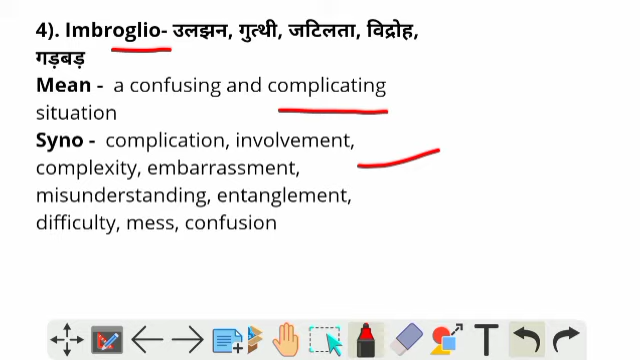 4). Imbroglio- उलझन, गुत्थी, जटिलता, विद्रोह,
गड़बड़
Mean - a confusing and complicating
situation
Syno - complication, involvement,
complexity, embarrassment,
misunderstanding, entanglement,
difficulty, mess, confusion
T